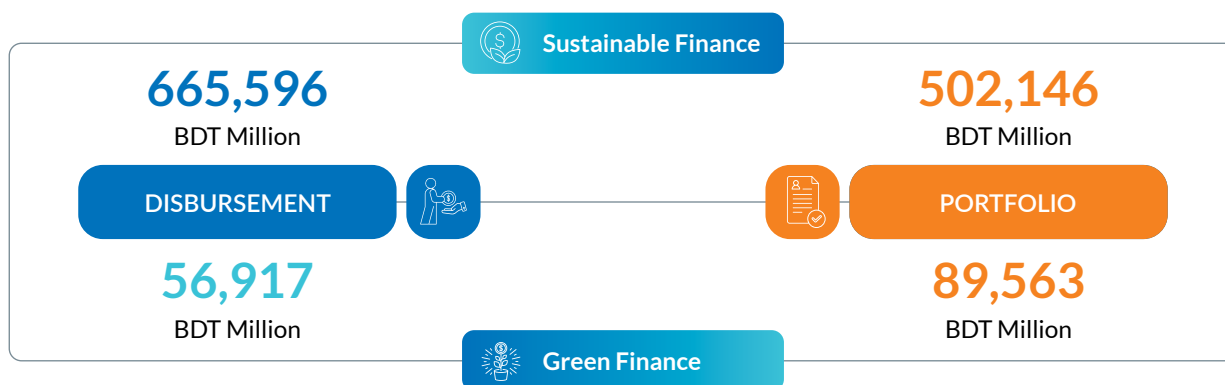 Sustainable Finance
665,596
BDT Million
502,146
BDT Million
DISBURSEMENT
PORTFOLIO
56,917
BDT Million
89,563
BDT Million
Green Finance